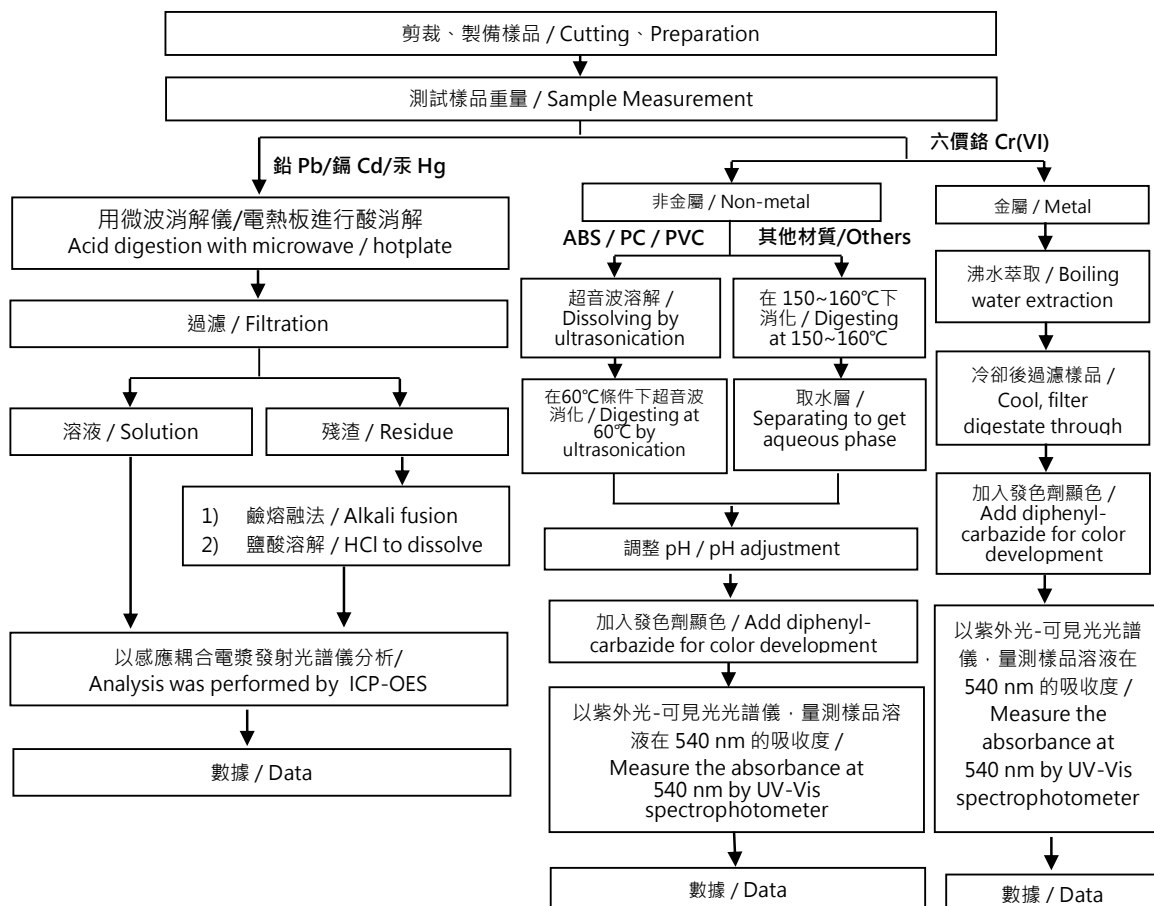 剪裁、製備樣品 / Cutting、Preparation
測試樣品重量 / Sample Measurement
鉛 Pb/鎘 Cd/汞 Hg
用微波消解儀/電熱板進行酸消解
Acid digestion with microwave / hotplate
過濾 / Filtration
溶液 / Solution
殘渣 / Residue
1) 鹼熔融法 / Alkali fusion
2) 鹽酸溶解 / HCl to dissolve
以感應耦合電漿發射光譜儀分析/
Analysis was performed by ICP-OES
數據 / Data
六價鉻 Cr(VI)
非金屬 / Non-metal
ABS / PC / PVC
超音波溶解 /
Dissolving by
ultrasonication
在60℃條件下超音波
消化 / Digesting at
60℃ by
ultrasonication
其他材質/Others
在 150~160℃下
消化 / Digesting
at 150~160℃
取水層 /
Separating to get
aqueous phase
調整 pH / pH adjustment
加入發色劑顯色 / Add diphenyl-
carbazide for color development
以紫外光-可見光光譜儀，量測樣品溶
液在 540 nm 的吸收度 /
Measure the absorbance at
540 nm by UV-Vis
spectrophotometer
數據 / Data
金屬 / Metal
沸水萃取 / Boiling
water extraction
冷卻後過濾樣品 /
Cool, filter
digestate through
加入發色劑顯色 /
Add diphenyl-
carbazide for color
development
以紫外光-可見光光譜
儀，量測樣品溶液在
540 nm 的吸收度 /
Measure the
absorbance at
540 nm by UV-Vis
spectrophotometer
數據 / Data